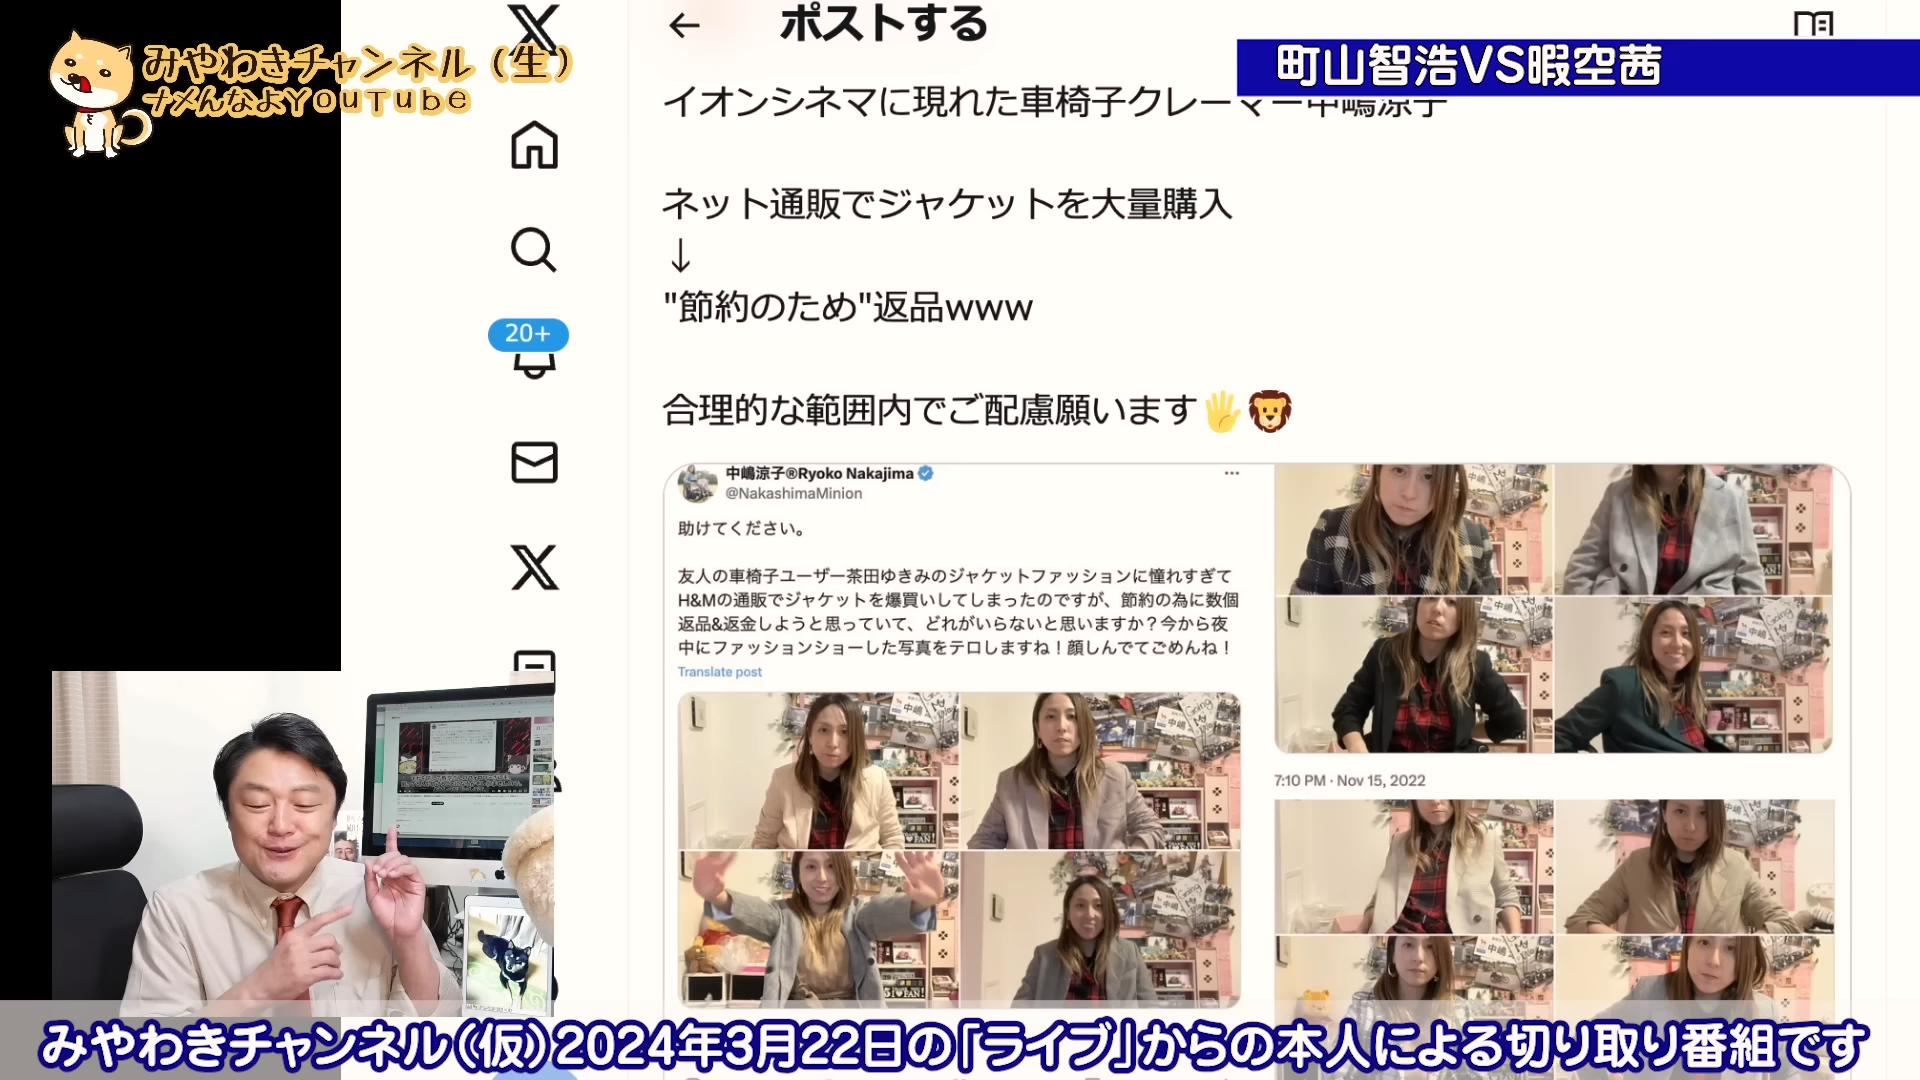 みやわきチャンネル（生）
ナメんなよYouTube
ポストする
町山智浩VS暇空茜
イオンシネマに現れた車椅子クレーマー中嶋涼子
ネット通販でジャケットを大量購入
↓
"節約のため"返品www
合理的な範囲内でご配慮願います🖐🦁
20+
中嶋涼子®Ryoko Nakajima
@NakashimaMinion
助けてください。
友人の車椅子ユーザー茶田ゆきみのジャケットファッションに憧れすぎて
H&Mの通販でジャケットを爆買いしてしまったのですが、節約の為に数個
返品&返金しようと思っていて、どれがいらないと思いますか？今から夜
中にファッションショーした写真をテロしますね！顔しんでてごめんね！
Translate post
7:10 PM · Nov 15, 2022
みやわきチャンネル（仮）2024年3月22日の「ライブ」からの本人による切り取り番組です